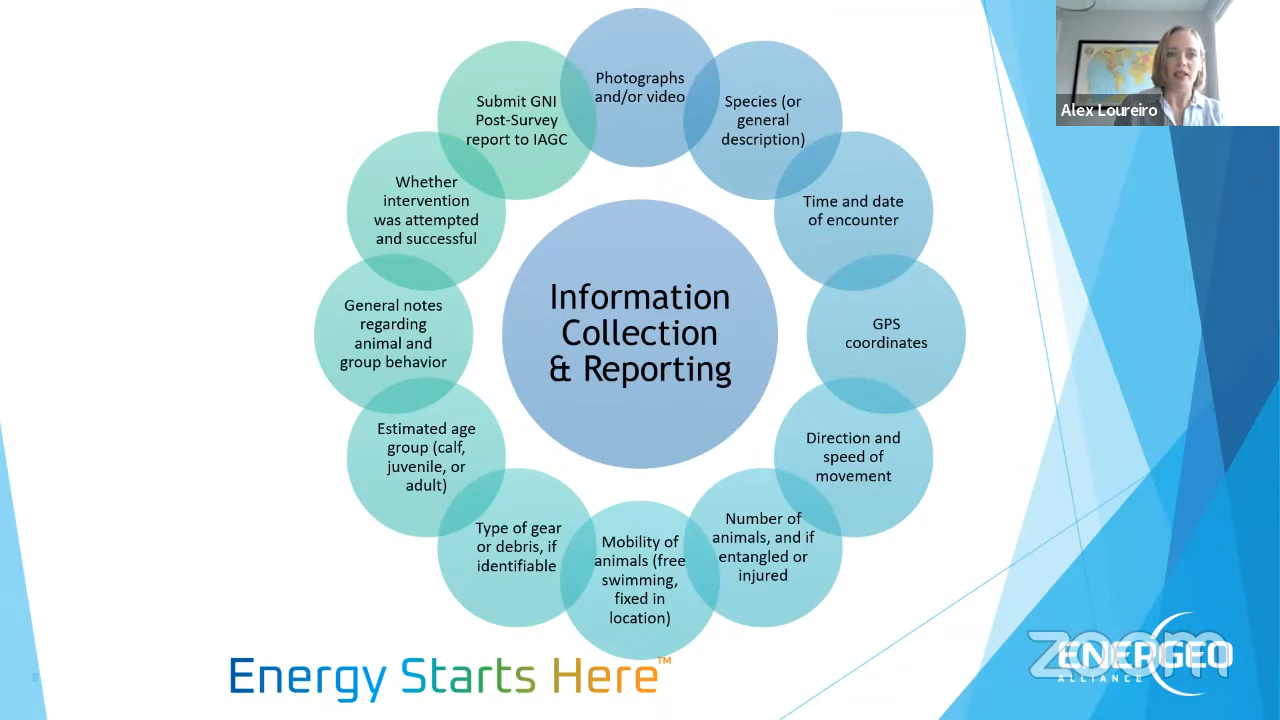 Photographs
and/or video
Species (or
general
description)
Time and date
of encounter
GPS
coordinates
Direction and
speed of
movement
Number of
animals, and if
entangled or
injured
Mobility of
animals (free
swimming,
fixed in
location)
Type of gear
or debris, if
identifiable
Estimated age
group (calf,
juvenile, or
adult)
General notes
regarding
animal and
group behavior
Whether
intervention
was attempted
and successful
Submit GNI
Post-Survey
report to IAGC
Information
Collection
& Reporting
Alex Loureiro
Energy Starts Here™
zoom
ENERGEO
ALLIANCE